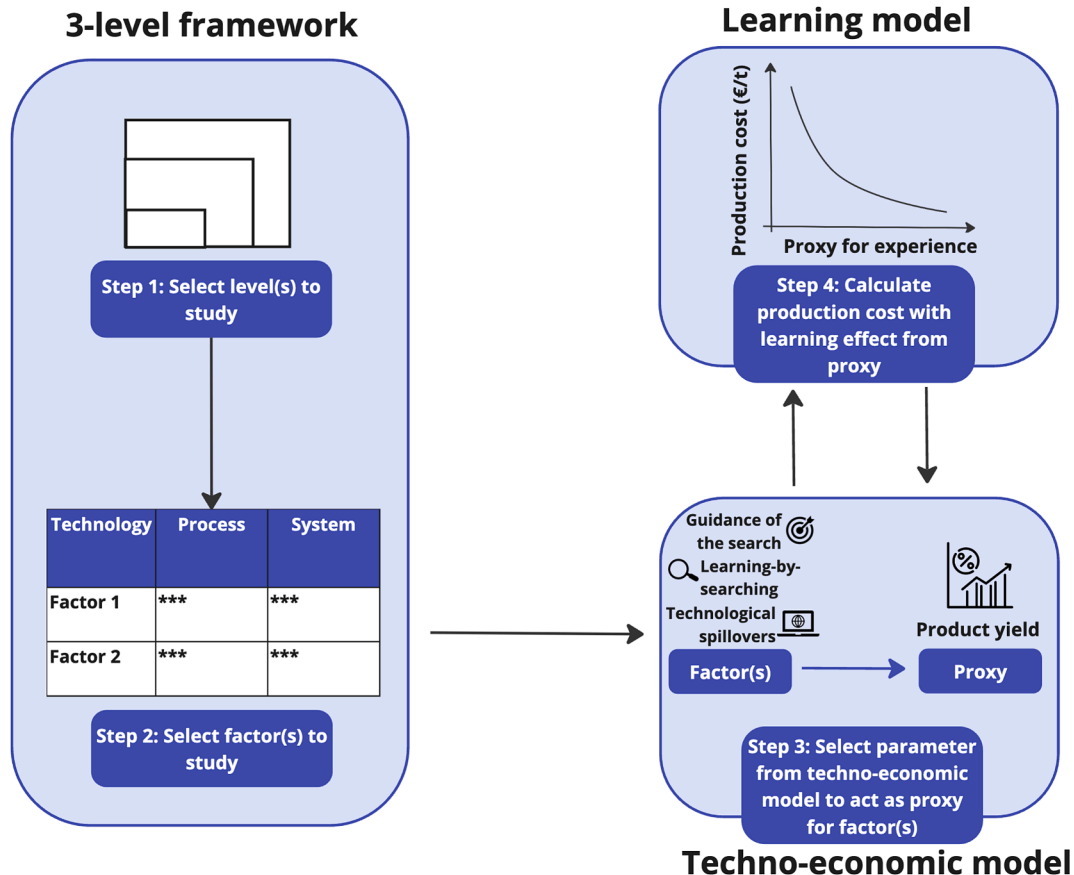 3-level framework
Step 1: Select level(s) to
study
Technology Process System
Factor 1 *** ***
Factor 2 *** ***
Step 2: Select factor(s) to
study
Learning model
Production cost (€/t)
Proxy for experience
Step 4: Calculate
production cost with
learning effect from
proxy
Guidance of
the search
Learning-by-
searching
Technological
spillovers
Factor(s)
%
Product yield
Proxy
Step 3: Select parameter
from techno-economic
model to act as proxy
for factor(s)
Techno-economic model